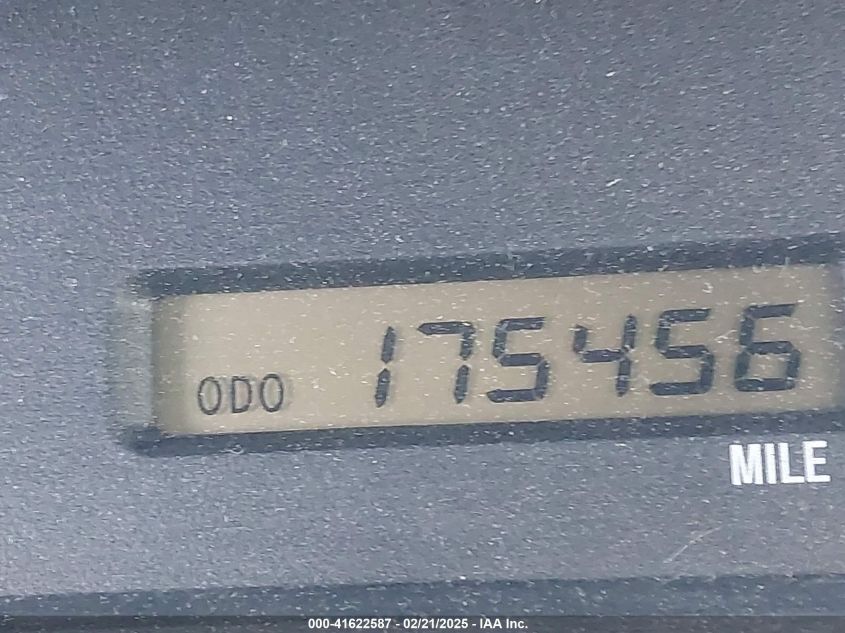 ODO 175456
MILE
000-41622587 - 02/21/2025 - IAA Inc.